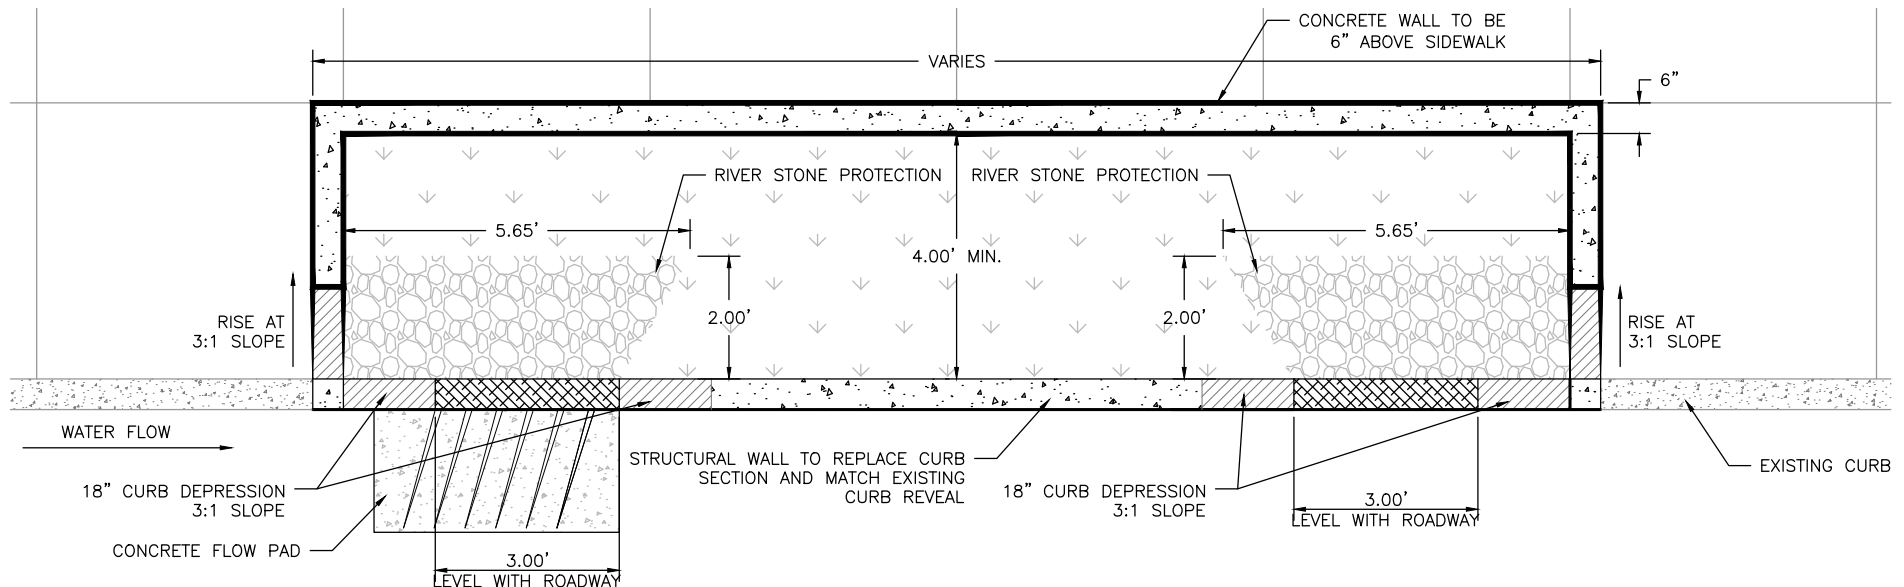 CONCRETE WALL TO BE
6” ABOVE SIDEWALK
VARIES
6”
RIVER STONE PROTECTION
RIVER STONE PROTECTION
5.65'
5.65'
4.00' MIN.
2.00'
2.00'
RISE AT
3:1 SLOPE
RISE AT
3:1 SLOPE
WATER FLOW
STRUCTURAL WALL TO REPLACE CURB
SECTION AND MATCH EXISTING
CURB REVEAL
EXISTING CURB
18” CURB DEPRESSION
3:1 SLOPE
18” CURB DEPRESSION
3:1 SLOPE
3.00'
LEVEL WITH ROADWAY
CONCRETE FLOW PAD
3.00'
LEVEL WITH ROADWAY